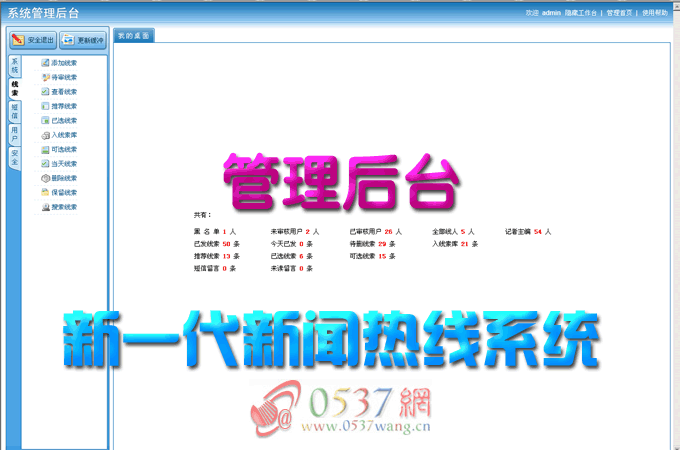 系统管理后台
欢迎 admin 隐藏工作台 | 管理首页 | 使用帮助
安全退出 更新缓冲
我的桌面
系统
线索
短信
用户
安全
添加线索
待审线索
查看线索
推荐线索
已选线索
入线索库
可选线索
当天线索
删除线索
保留线索
搜索线索
管理后台
共有：
黑 名 单 1 人 未审核用户 2 人 已审核用户 26 人 全部线人 5 人 记者主编 54 人
已发线索 50 条 今天已发 0 条 待删线索 29 条 入线索库 21 条
推荐线索 13 条 已选线索 6 条 可选线索 15 条
短信留言 0 条 未读留言 0 条
新一代新闻热线系统
0537網
www.0537wang.cn